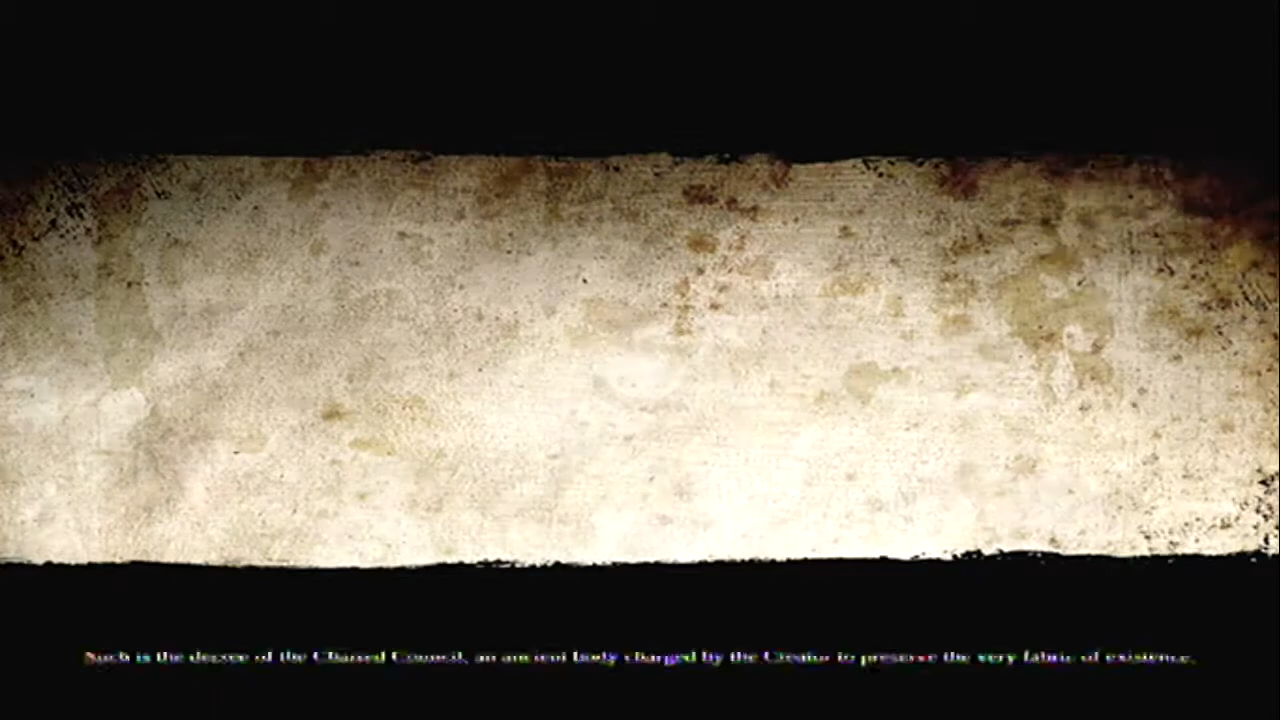 Such is the decree of the Charred Council, an ancient body charged by the Creator to preserve the very fabric of existence.